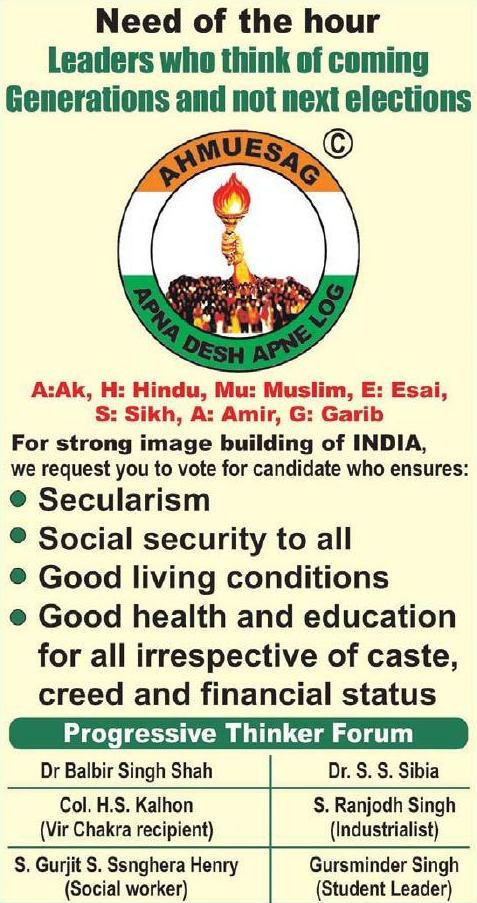 Need of the hour
Leaders who think of coming
Generations and not next elections
©
AHMUESAG
APNA DESH APNE LOG
A:Ak, H: Hindu, Mu: Muslim, E: Esai,
S: Sikh, A: Amir, G: Garib
For strong image building of INDIA,
we request you to vote for candidate who ensures:
• Secularism
• Social security to all
• Good living conditions
• Good health and education
for all irrespective of caste,
creed and financial status
Progressive Thinker Forum
Dr Balbir Singh Shah
Dr. S. S. Sibia
Col. H.S. Kalhon
(Vir Chakra recipient)
S. Ranjodh Singh
(Industrialist)
S. Gurjit S. Ssnghera Henry
(Social worker)
Gursminder Singh
(Student Leader)